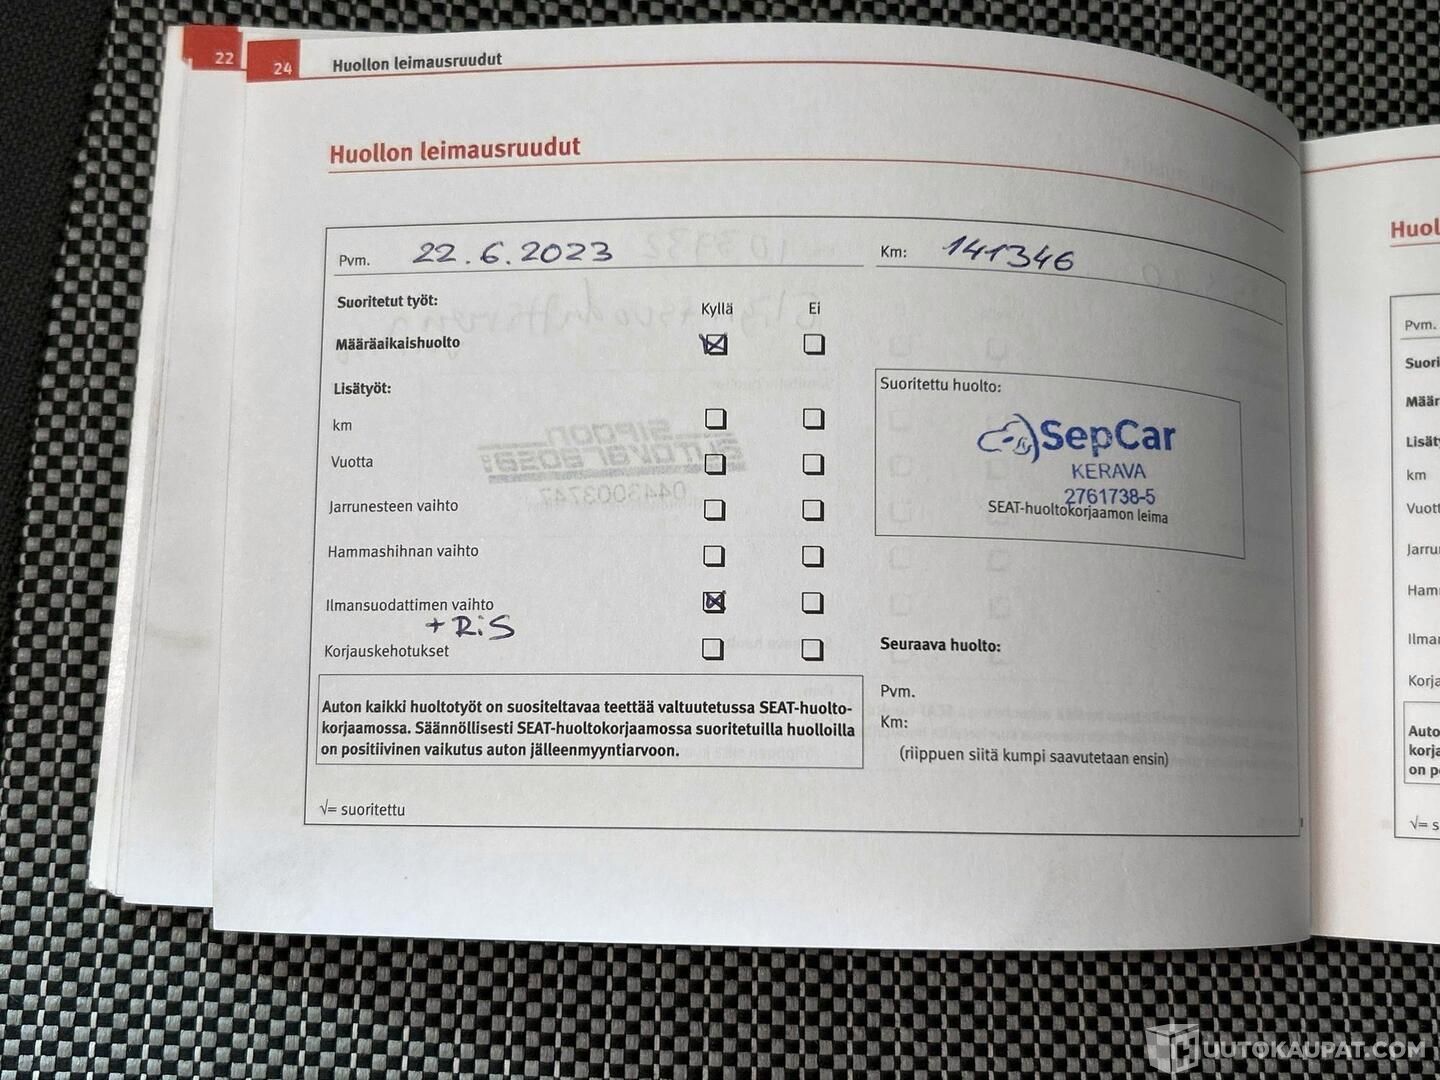 22
24
Huollon leimausruudut
Huollon leimausruudut
Pvm. 22.6.2023
Km: 141346
Suoritetut työt:
Kyllä Ei
Määräaikaishuolto
Lisätyöt:
km
Vuotta
Jarrunesteen vaihto
Hammashihnan vaihto
Ilmansuodattimen vaihto
+ RiS
Korjauskehotukset
Auton kaikki huoltotyöt on suositeltavaa teettää valtuutetussa SEAT-huolto-
korjaamossa. Säännöllisesti SEAT-huoltokorjaamossa suoritetuilla huolloilla
on positiivinen vaikutus auton jälleenmyyntiarvoon.
√= suoritettu
Suoritettu huolto:
SepCar
KERAVA
2761738-5
SEAT-huoltokorjaamon leima
Seuraava huolto:
Pvm.
Km:
(riippuen siitä kumpi saavutetaan ensin)
Huol
Pvm.
Suori
Määr
Lisät
km
Vuott
Jarru
Hamm
Ilmar
Korja
Auto
korja
on p
√= s
UUTOKAUPAT.COM